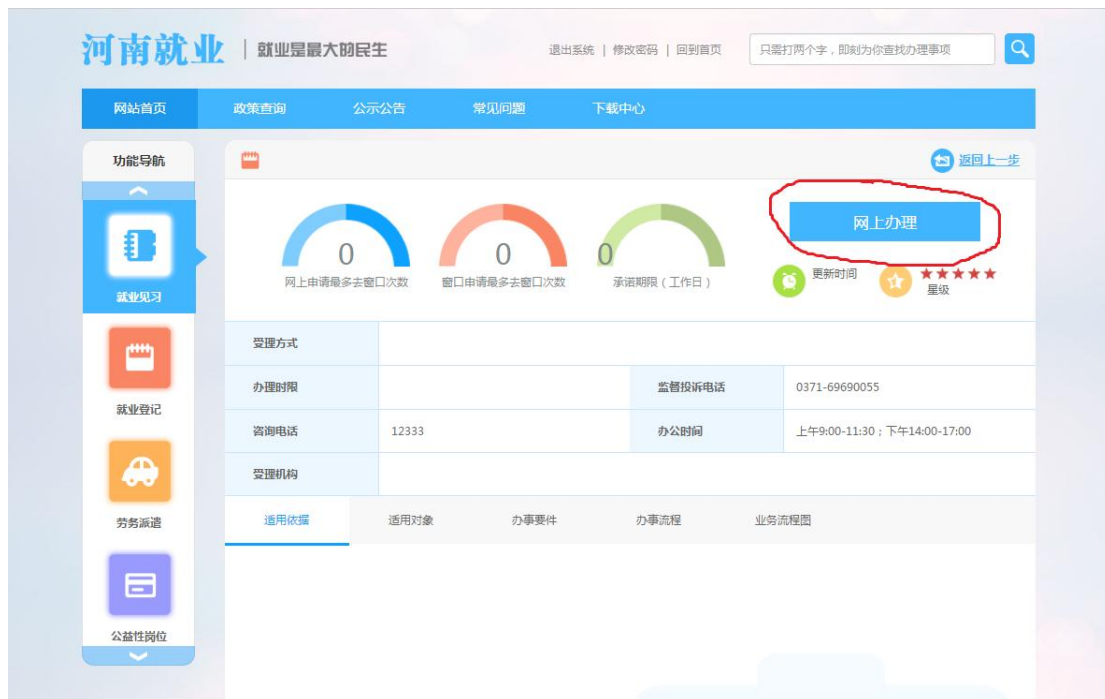 河南就业 | 就业是最大的民生
退出系统 | 修改密码 | 回到首页
只需打两个字，即刻为你查找办理事项
网站首页 政策查询 公示公告 常见问题 下载中心
功能导航
返回上一步
就业见习
就业登记
劳务派遣
公益性岗位
0
网上申请最多去窗口次数
0
窗口申请最多去窗口次数
0
承诺期限（工作日）
网上办理
更新时间
★★★★★
星级
受理方式
办理时限 监督投诉电话 0371-69690055
咨询电话 12333 办公时间 上午9:00-11:30；下午14:00-17:00
受理机构
适用依据 适用对象 办事要件 办事流程 业务流程图